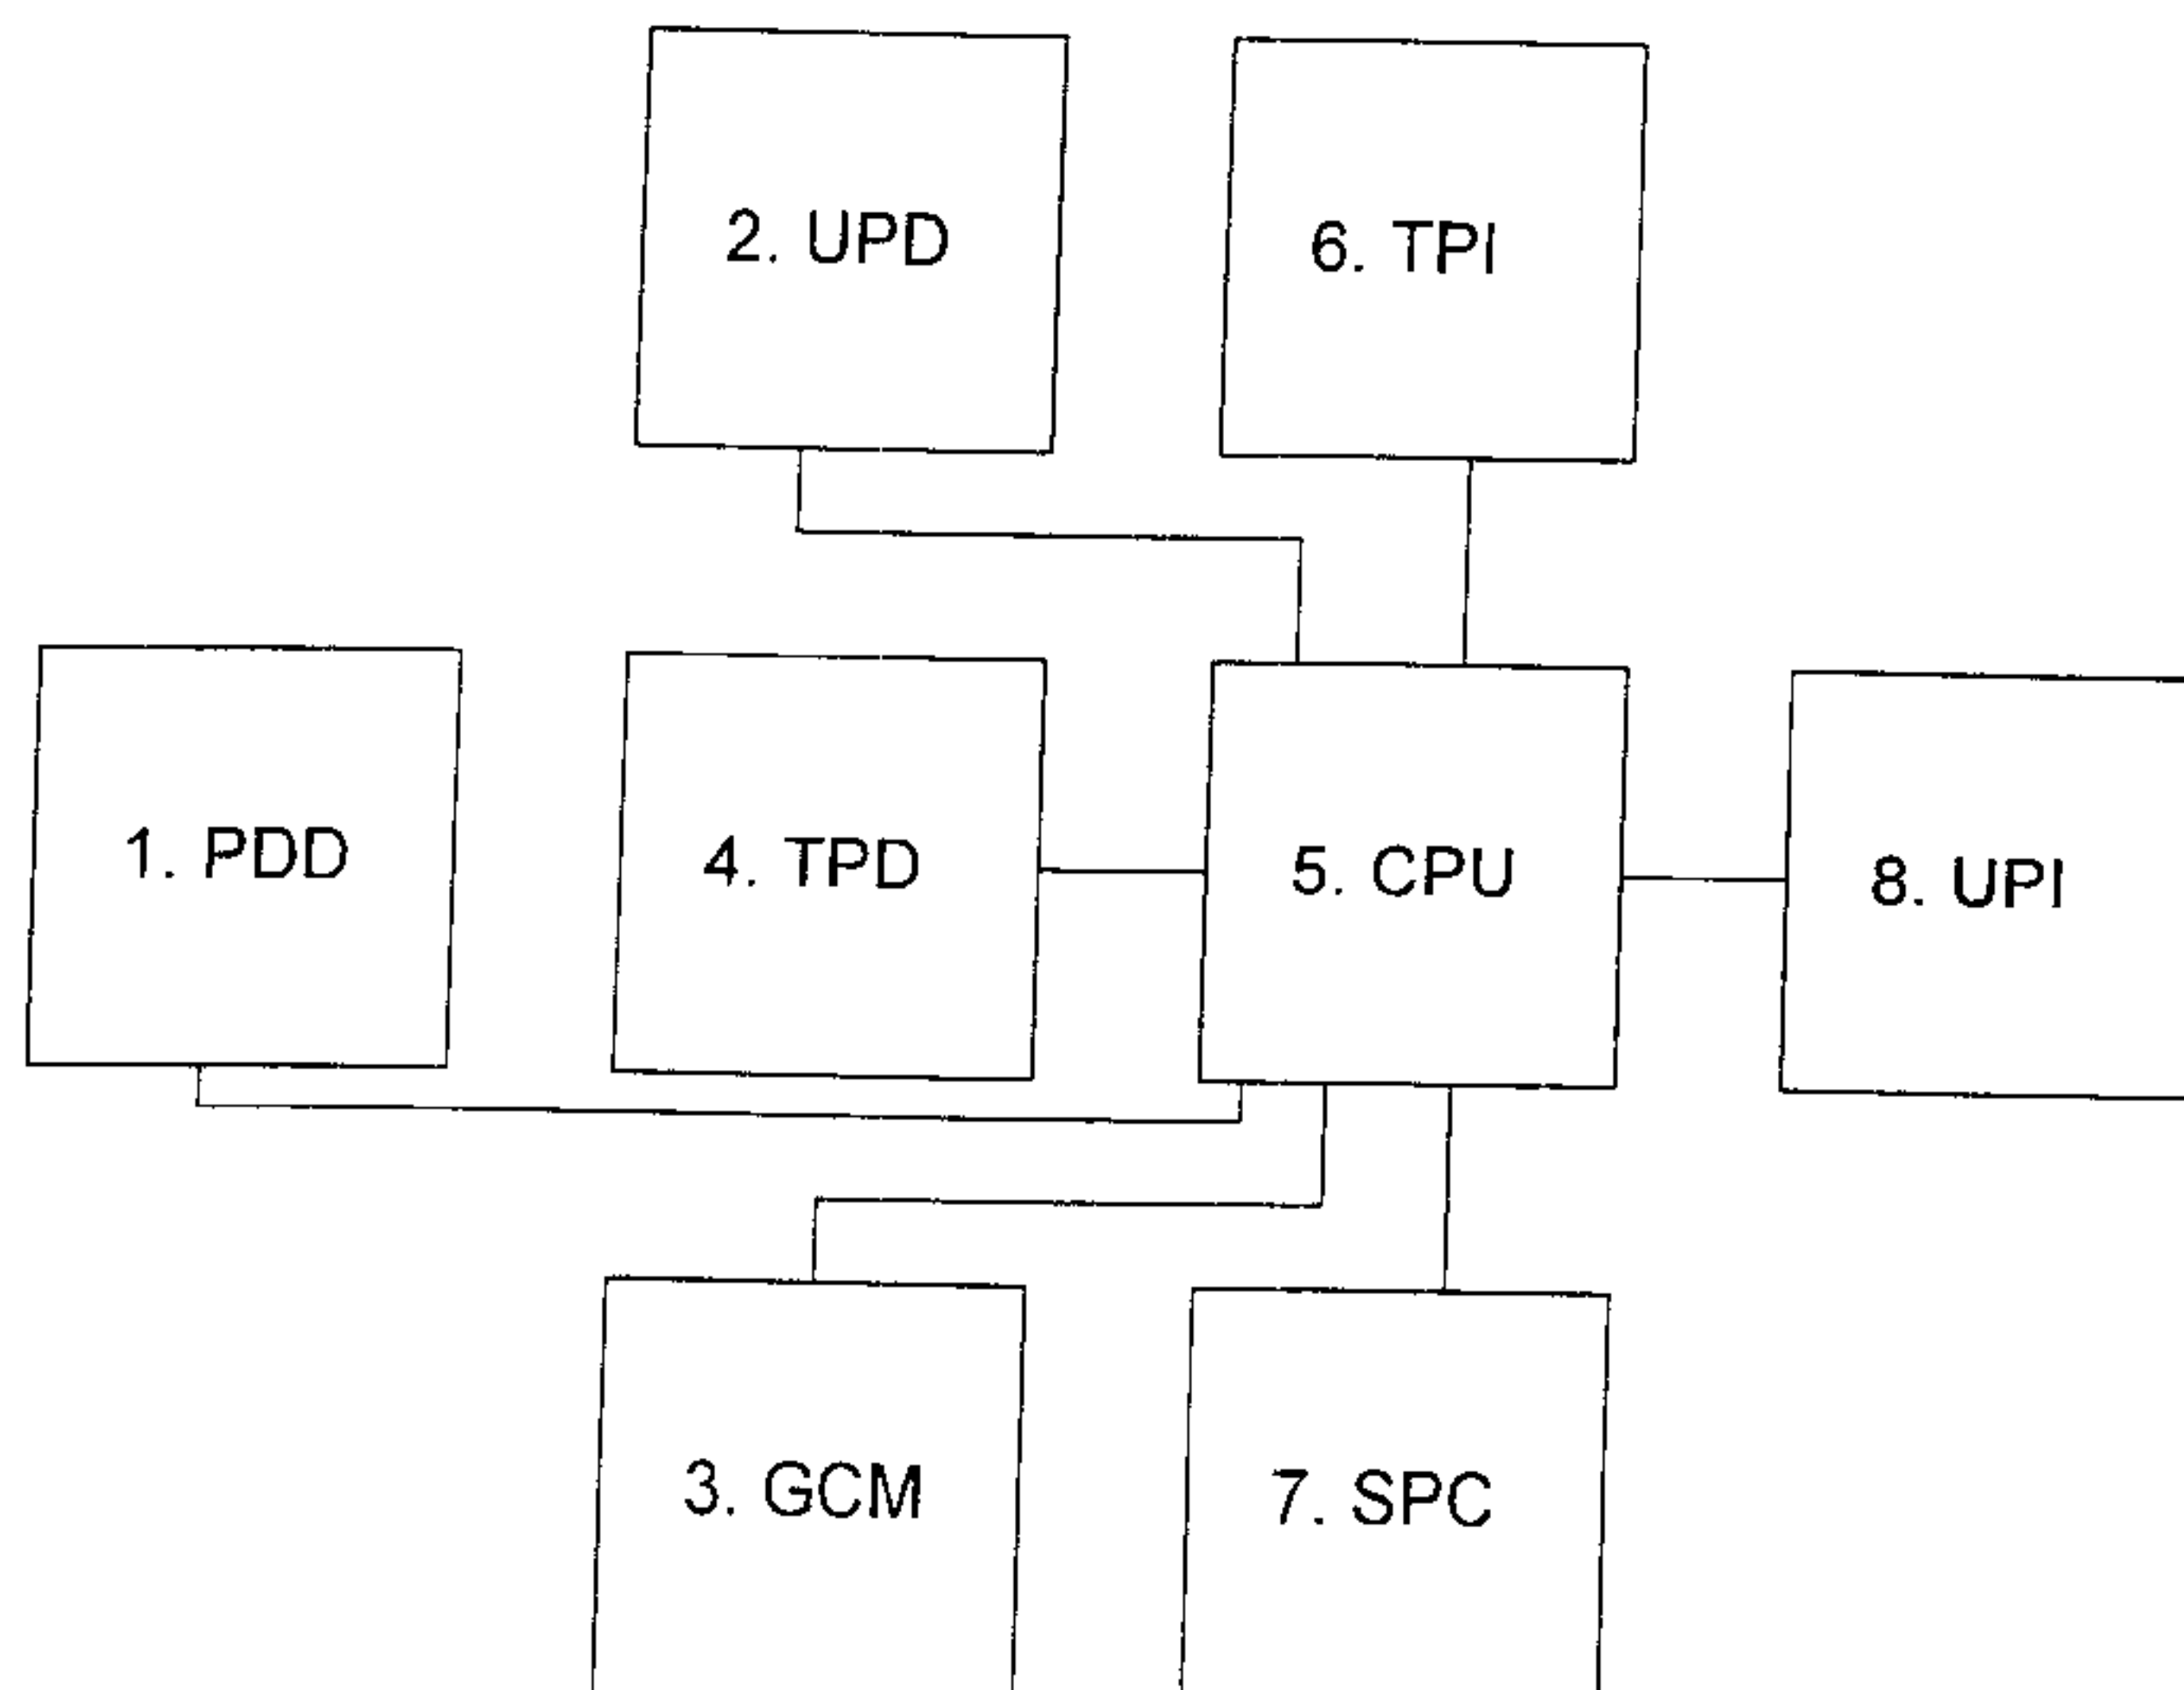 2. UPD
6. TPI
1. PDD
4. TPD
5. CPU
8. UPI
3. GCM
7. SPC